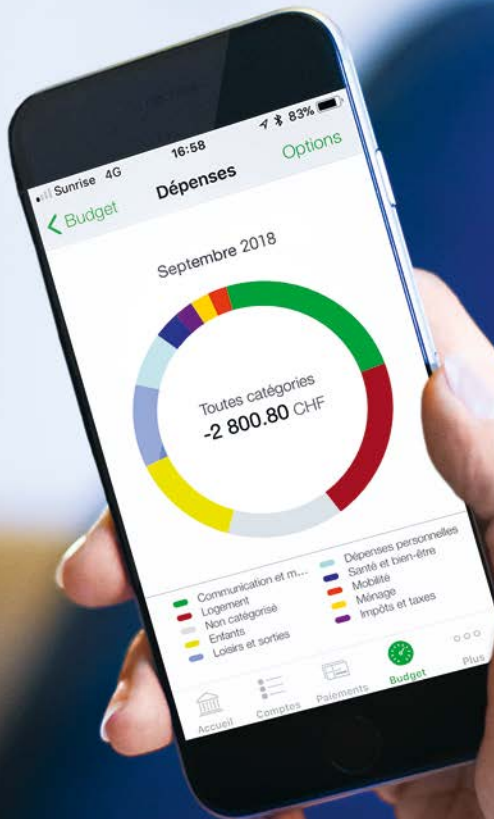 Sunrise 4G 16:58 83%
Budget Dépenses Options
Septembre 2018
Toutes catégories
-2 800.80 CHF
Communication et m...
Logement
Non catégorisé
Enfants
Loisirs et sorties
Dépenses personnelles
Santé et bien-être
Mobilité
Ménage
Impôts et taxes
Accueil Comptes Paiements Budget Plus